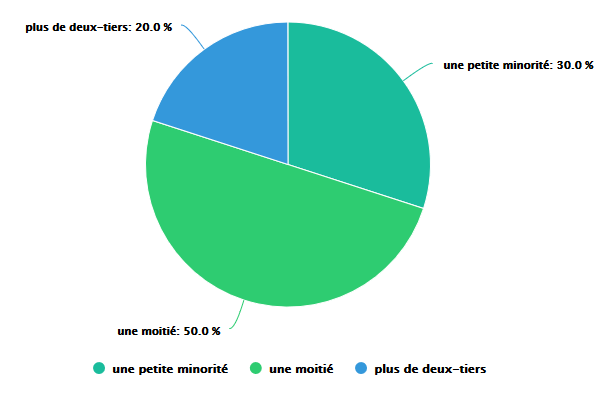 plus de deux-tiers: 20.0 %
une petite minorité: 30.0 %
une moitié: 50.0 %
une petite minorité une moitié plus de deux-tiers